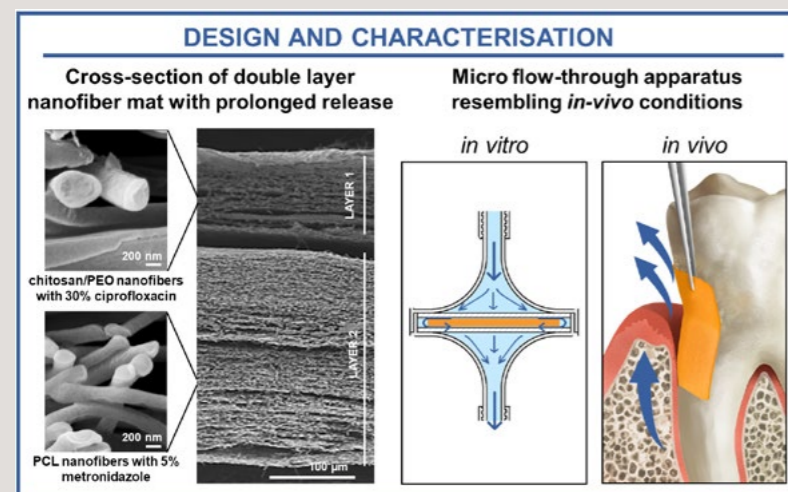 DESIGN AND CHARACTERISATION
Cross-section of double layer
nanofiber mat with prolonged release
200 nm
chitosan/PEO nanofibers
with 30% ciprofloxacin
200 nm
PCL nanofibers with 5%
metronidazole
LAYER 1
LAYER 2
100 µm
Micro flow-through apparatus
resembling in-vivo conditions
in vitro
in vivo